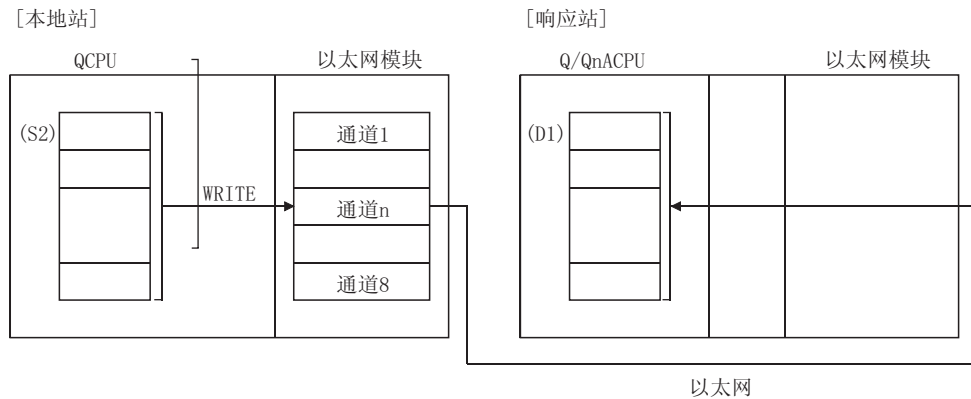 [本地站] [响应站]
QCPU 以太网模块 Q/QnACPU 以太网模块
(S2) 通道1 (D1)
WRITE 通道n
通道8
以太网